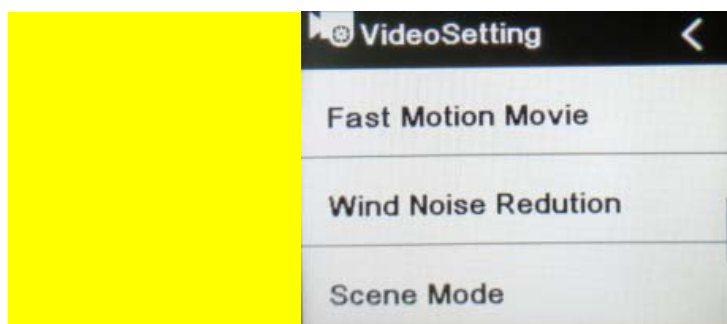 VideoSetting
Fast Motion Movie
Wind Noise Redution
Scene Mode